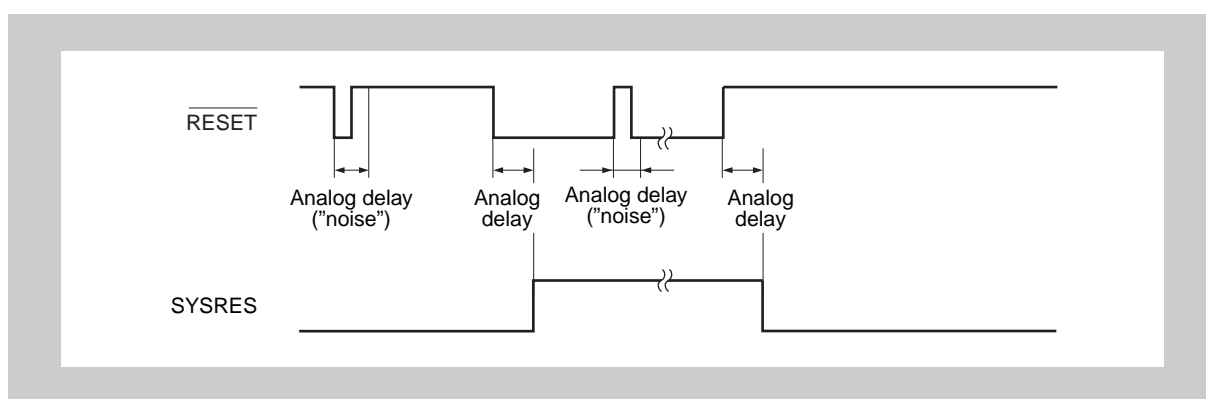 RESET
Analog delay
(”noise”)
Analog
delay
Analog delay
(”noise”)
Analog
delay
SYSRES